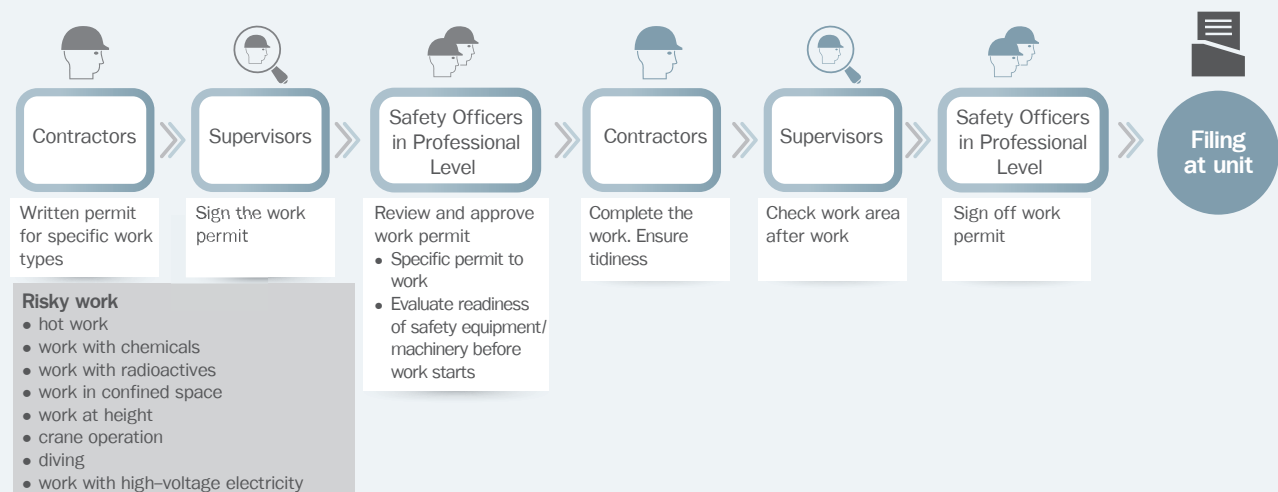 Contractors
Supervisors
Safety Officers
in Professional
Level
Contractors
Supervisors
Safety Officers
in Professional
Level
Filing
at unit
Written permit
for specific work
types
Sign the work
permit
Review and approve
work permit
• Specific permit to
work
• Evaluate readiness
of safety equipment/
machinery before
work starts
Complete the
work. Ensure
tidiness
Check work area
after work
Sign off work
permit
Risky work
• hot work
• work with chemicals
• work with radioactives
• work in confined space
• work at height
• crane operation
• diving
• work with high–voltage electricity